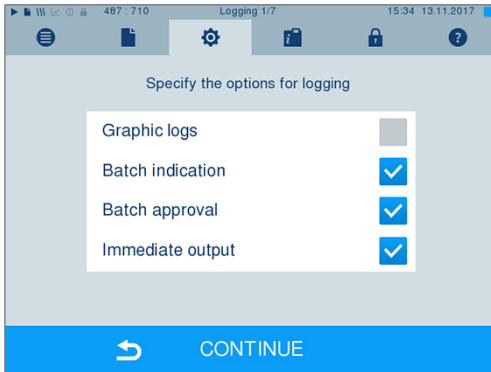 487 : 710 Logging 1/7 15:34 13.11.2017
Specify the options for logging
Graphic logs
Batch indication
Batch approval
Immediate output
CONTINUE